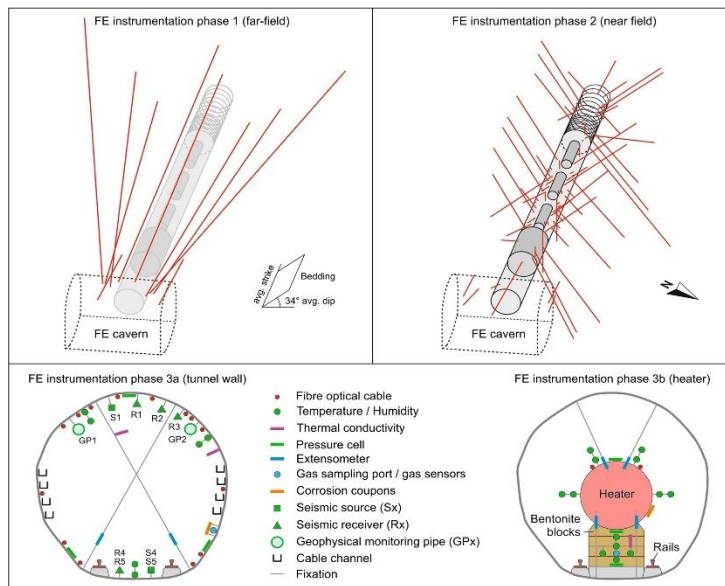 FE instrumentation phase 1 (far-field)
FE instrumentation phase 2 (near field)
avg. strike
Bedding
34° avg. dip
FE cavern
N
FE cavern
FE instrumentation phase 3a (tunnel wall)
FE instrumentation phase 3b (heater)
S1
R1
R2
R3
GP1
GP2
R4
R5
S4
S5
Fibre optical cable
Temperature / Humidity
Thermal conductivity
Pressure cell
Extensometer
Gas sampling port / gas sensors
Corrosion coupons
Seismic source (Sx)
Seismic receiver (Rx)
Geophysical monitoring pipe (GPx)
Cable channel
Fixation
Heater
Bentonite
blocks
Rails